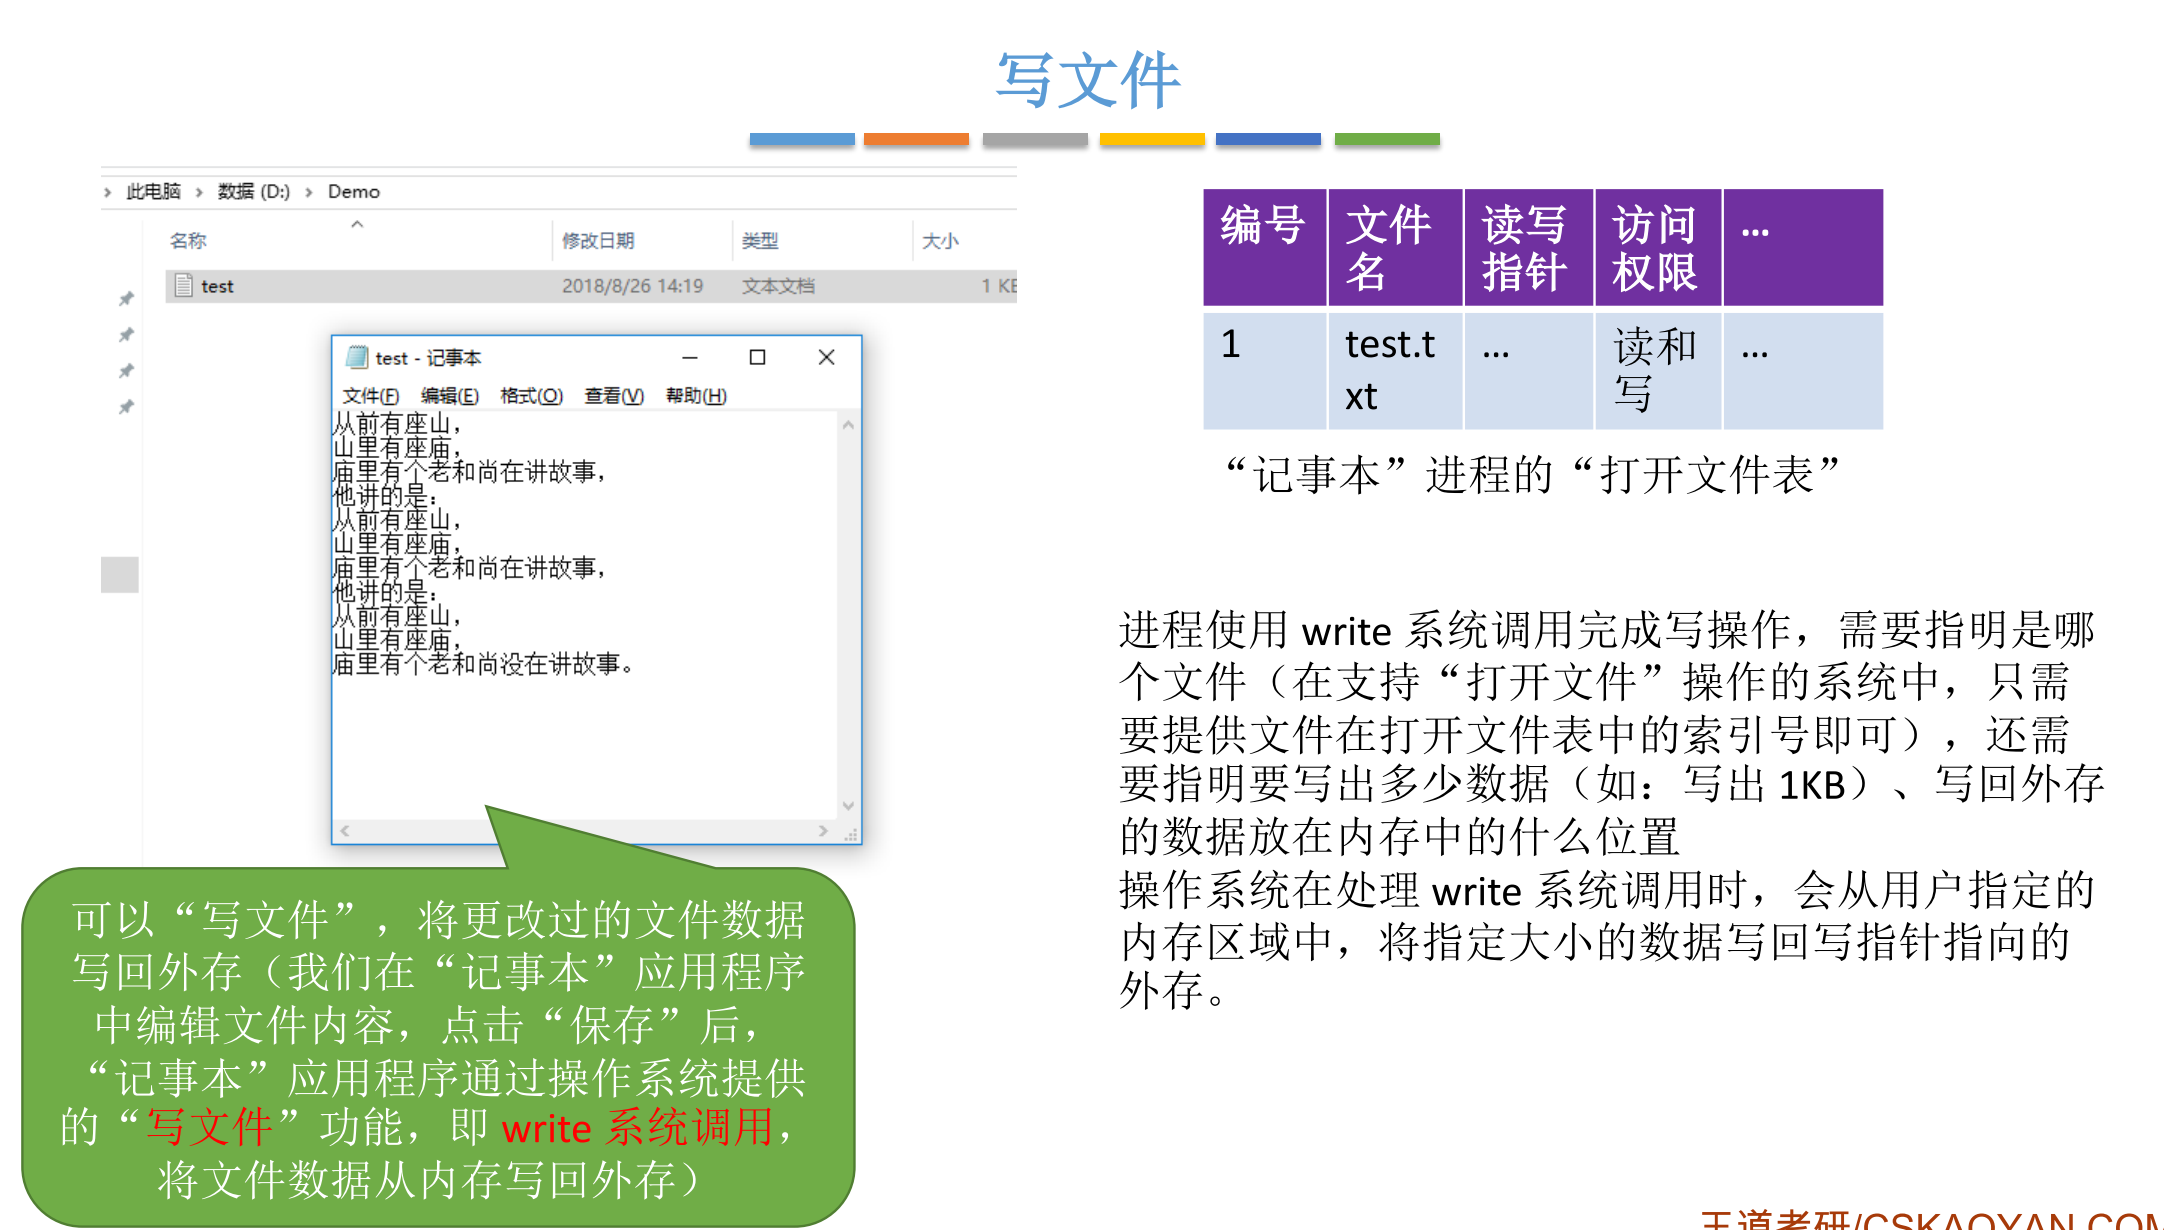 写文件
此电脑 > 数据 (D:) > Demo
名称 修改日期 类型 大小
test 2018/8/26 14:19 文本文档 1 KB
test - 记事本
文件(F) 编辑(E) 格式(O) 查看(V) 帮助(H)
从前有座山，
山里有座庙，
庙里有个老和尚在讲故事，
他讲的是：
从前有座山，
山里有座庙，
庙里有个老和尚在讲故事，
他讲的是：
从前有座山，
山里有座庙，
庙里有个老和尚没在讲故事。
可以“写文件”，将更改过的文件数据
写回外存（我们在“记事本”应用程序
中编辑文件内容，点击“保存”后，
“记事本”应用程序通过操作系统提供
的“写文件”功能，即 write 系统调用，
将文件数据从内存写回外存）
编号 文件 读写 访问 ...
名 指针 权限
1 test.t ... 读和 ...
xt 写
“记事本”进程的“打开文件表”
进程使用 write 系统调用完成写操作，需要指明是哪
个文件（在支持“打开文件”操作的系统中，只需
要提供文件在打开文件表中的索引号即可），还需
要指明要写出多少数据（如：写出 1KB）、写回外存
的数据放在内存中的什么位置
操作系统在处理 write 系统调用时，会从用户指定的
内存区域中，将指定大小的数据写回写指针指向的
外存。
王道考研/CSKAOYAN.COM